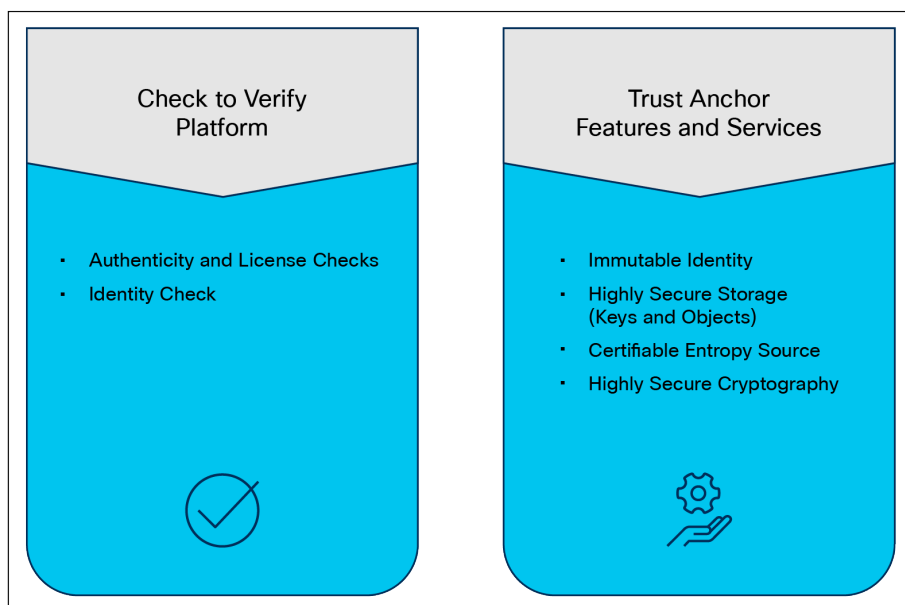 Check to Verify
Platform
▪ Authenticity and License Checks
▪ Identity Check
Trust Anchor
Features and Services
▪ Immutable Identity
▪ Highly Secure Storage
(Keys and Objects)
▪ Certifiable Entropy Source
▪ Highly Secure Cryptography